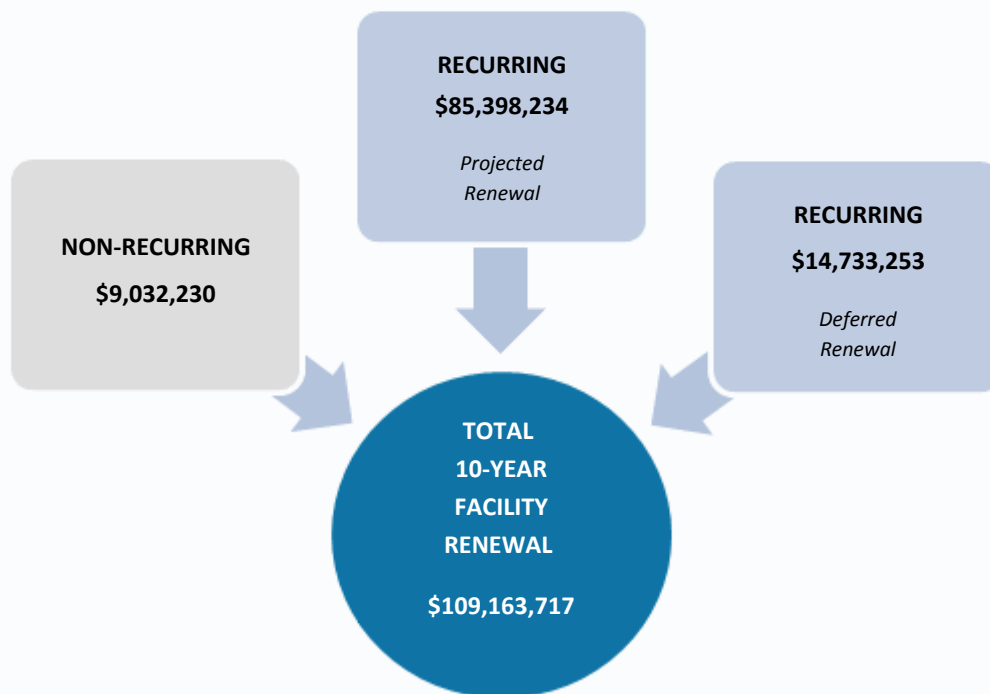 RECURRING
$85,398,234
Projected
Renewal
NON-RECURRING
$9,032,230
RECURRING
$14,733,253
Deferred
Renewal
TOTAL
10-YEAR
FACILITY
RENEWAL
$109,163,717